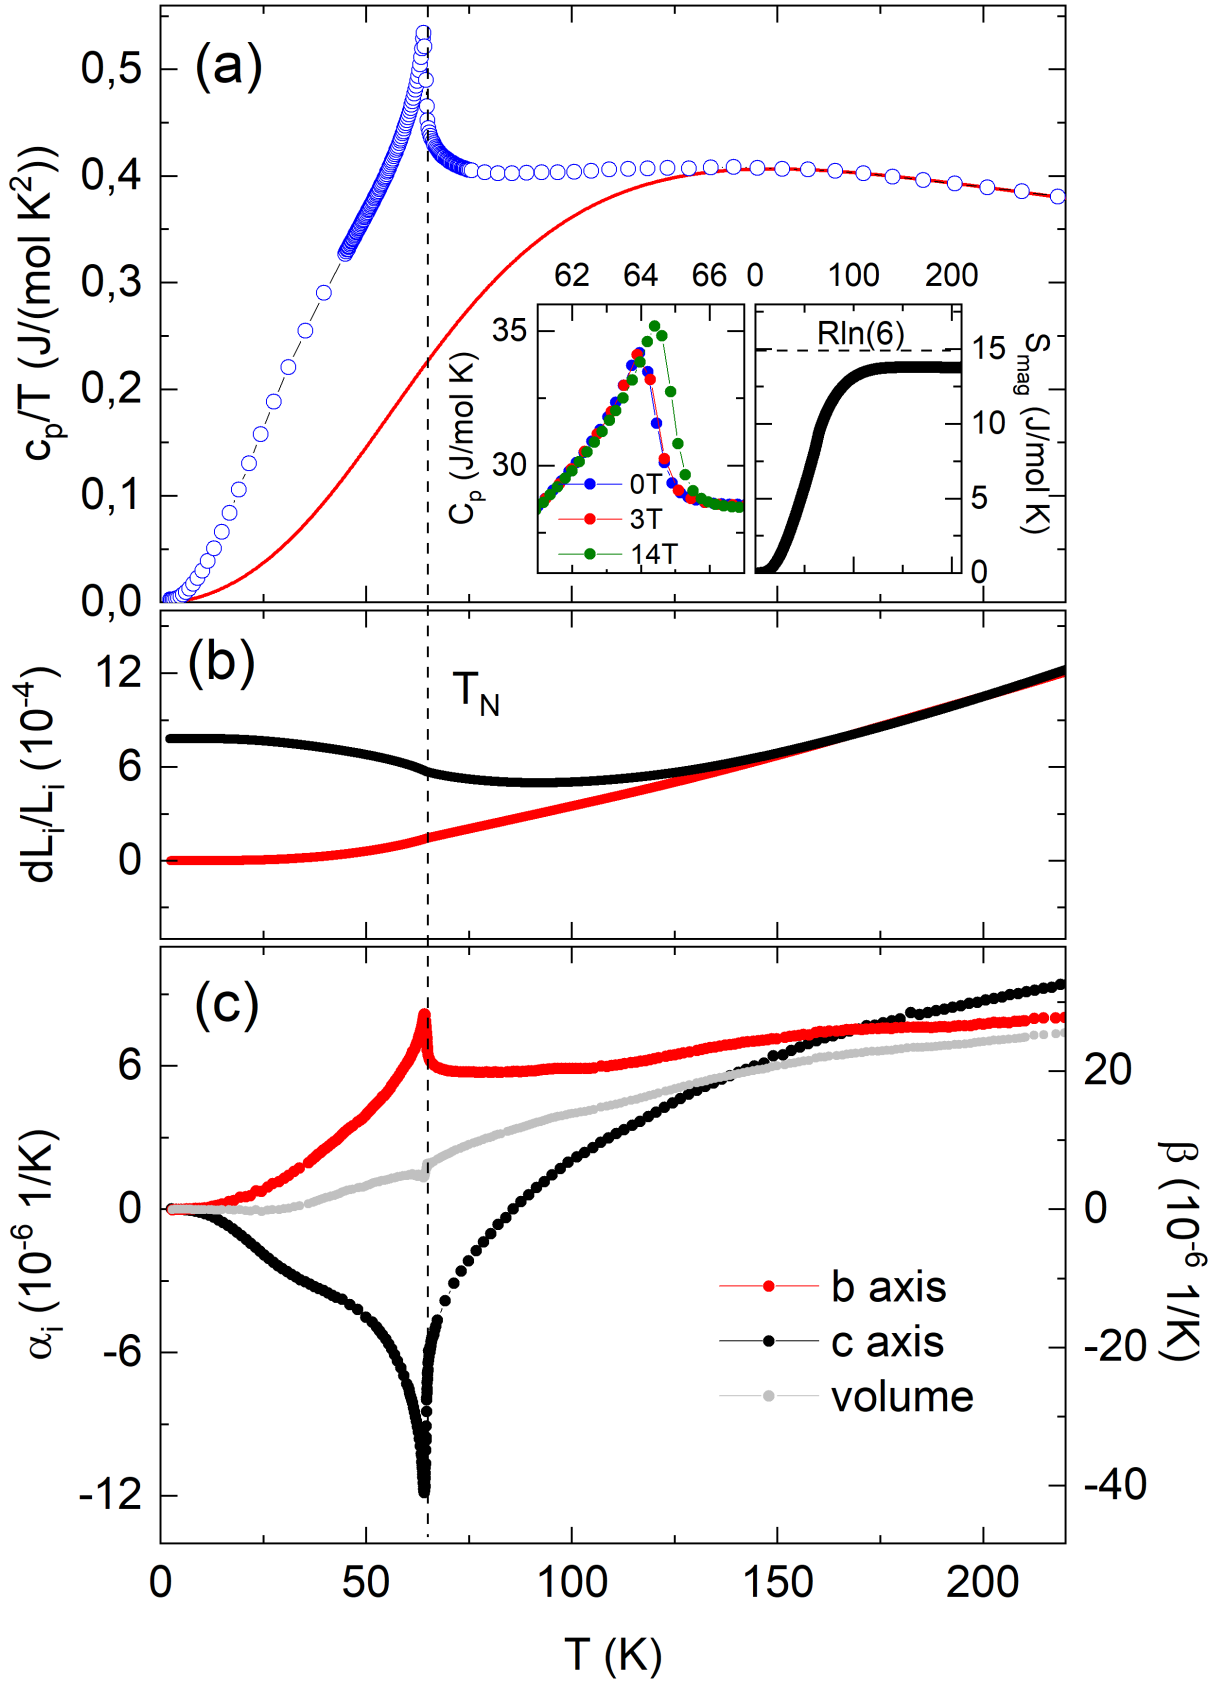 (a)
0,5
0,4
0,3
0,2
0,1
0,0
c_p/T (J/(mol K^2))
62 64 66
35
30
C_p (J/mol K)
0T
3T
14T
0 100 200
Rln(6)
15
10
5
0
S_mag (J/mol K)
(b)
T_N
12
6
0
dL_i/L_i (10^-4)
(c)
6
0
-6
-12
α_i (10^-6 1/K)
b axis
c axis
volume
20
0
-20
-40
β (10^-6 1/K)
0 50 100 150 200
T (K)